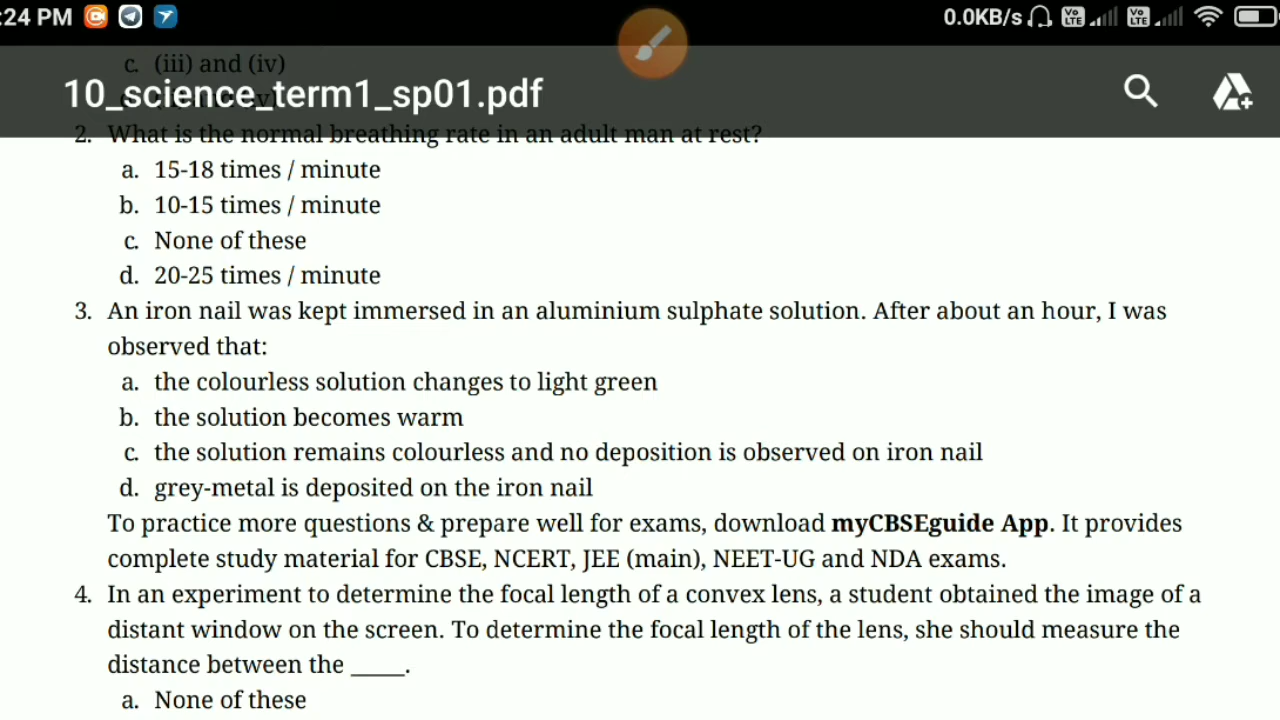 :24 PM
0.0KB/s
Vo LTE
Vo LTE
c. (iii) and (iv)
10_science_term1_sp01.pdf
2. What is the normal breathing rate in an adult man at rest?
a. 15-18 times / minute
b. 10-15 times / minute
c. None of these
d. 20-25 times / minute
3. An iron nail was kept immersed in an aluminium sulphate solution. After about an hour, I was
observed that:
a. the colourless solution changes to light green
b. the solution becomes warm
c. the solution remains colourless and no deposition is observed on iron nail
d. grey-metal is deposited on the iron nail
To practice more questions & prepare well for exams, download myCBSEguide App. It provides
complete study material for CBSE, NCERT, JEE (main), NEET-UG and NDA exams.
4. In an experiment to determine the focal length of a convex lens, a student obtained the image of a
distant window on the screen. To determine the focal length of the lens, she should measure the
distance between the _____.
a. None of these